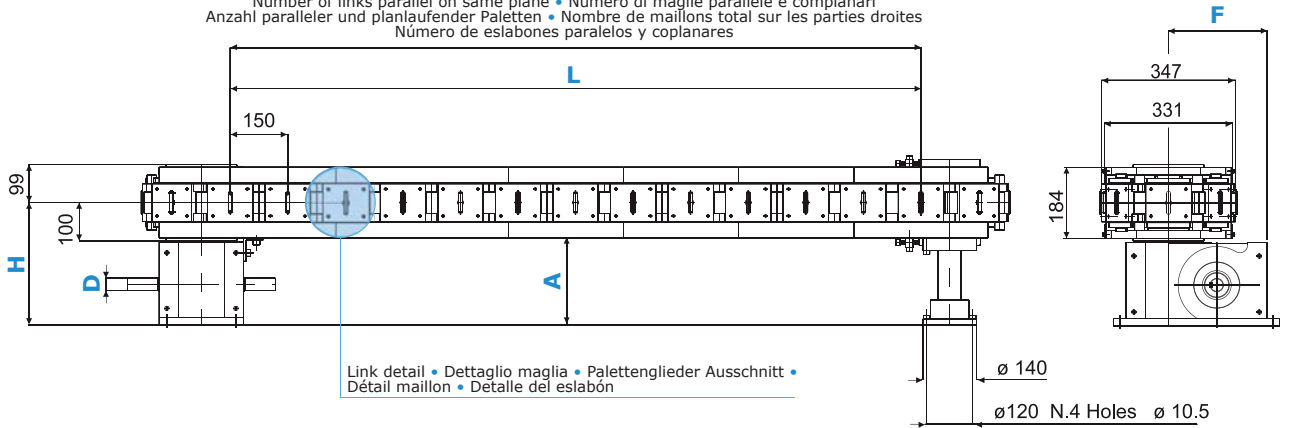 Number of links parallel on same plane • Numero di maglie parallele e complanari
Anzahl paralleler und planlaufender Paletten • Nombre de maillons total sur les parties droites
Número de eslabones paralelos y coplanares
F
L
347
150
331
99
184
100
H
D
A
Link detail • Dettaglio maglia • Palettenglieder Ausschnitt •
Détail maillon • Detalle del eslabón
ø 140
ø120 N.4 Holes ø 10.5